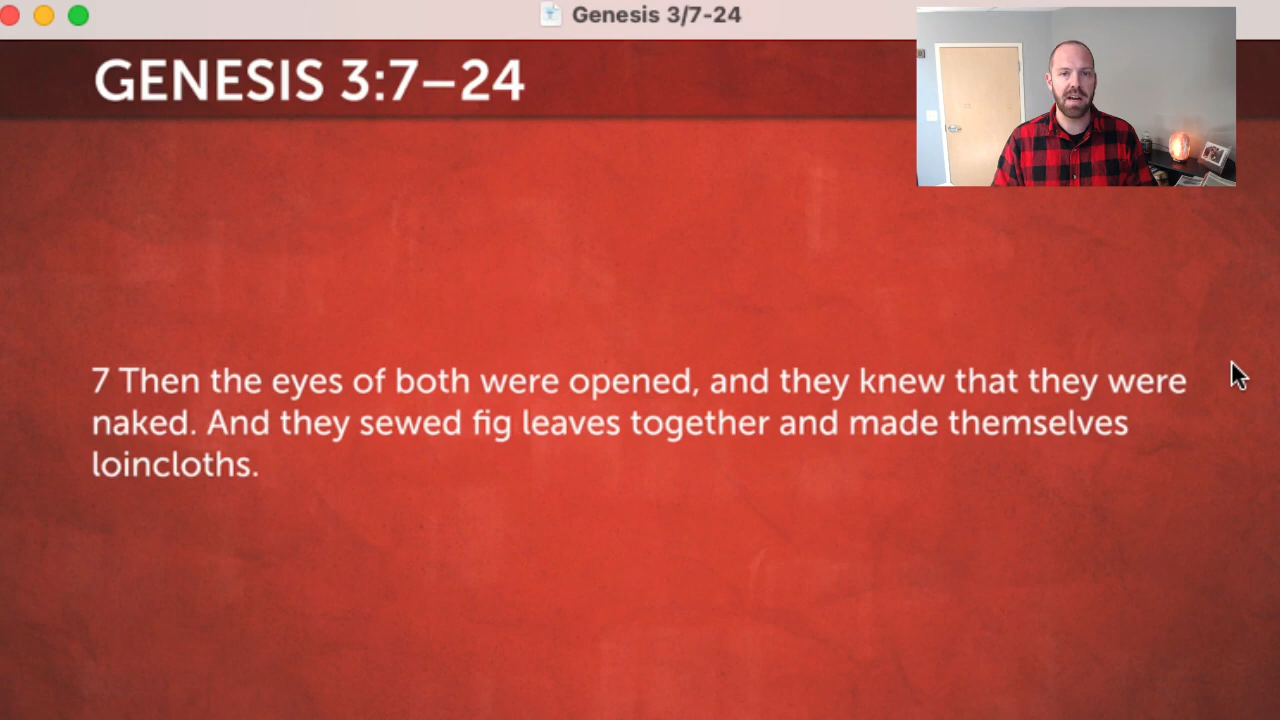 Genesis 3/7-24
GENESIS 3:7–24
7 Then the eyes of both were opened, and they knew that they were
naked. And they sewed fig leaves together and made themselves
loincloths.